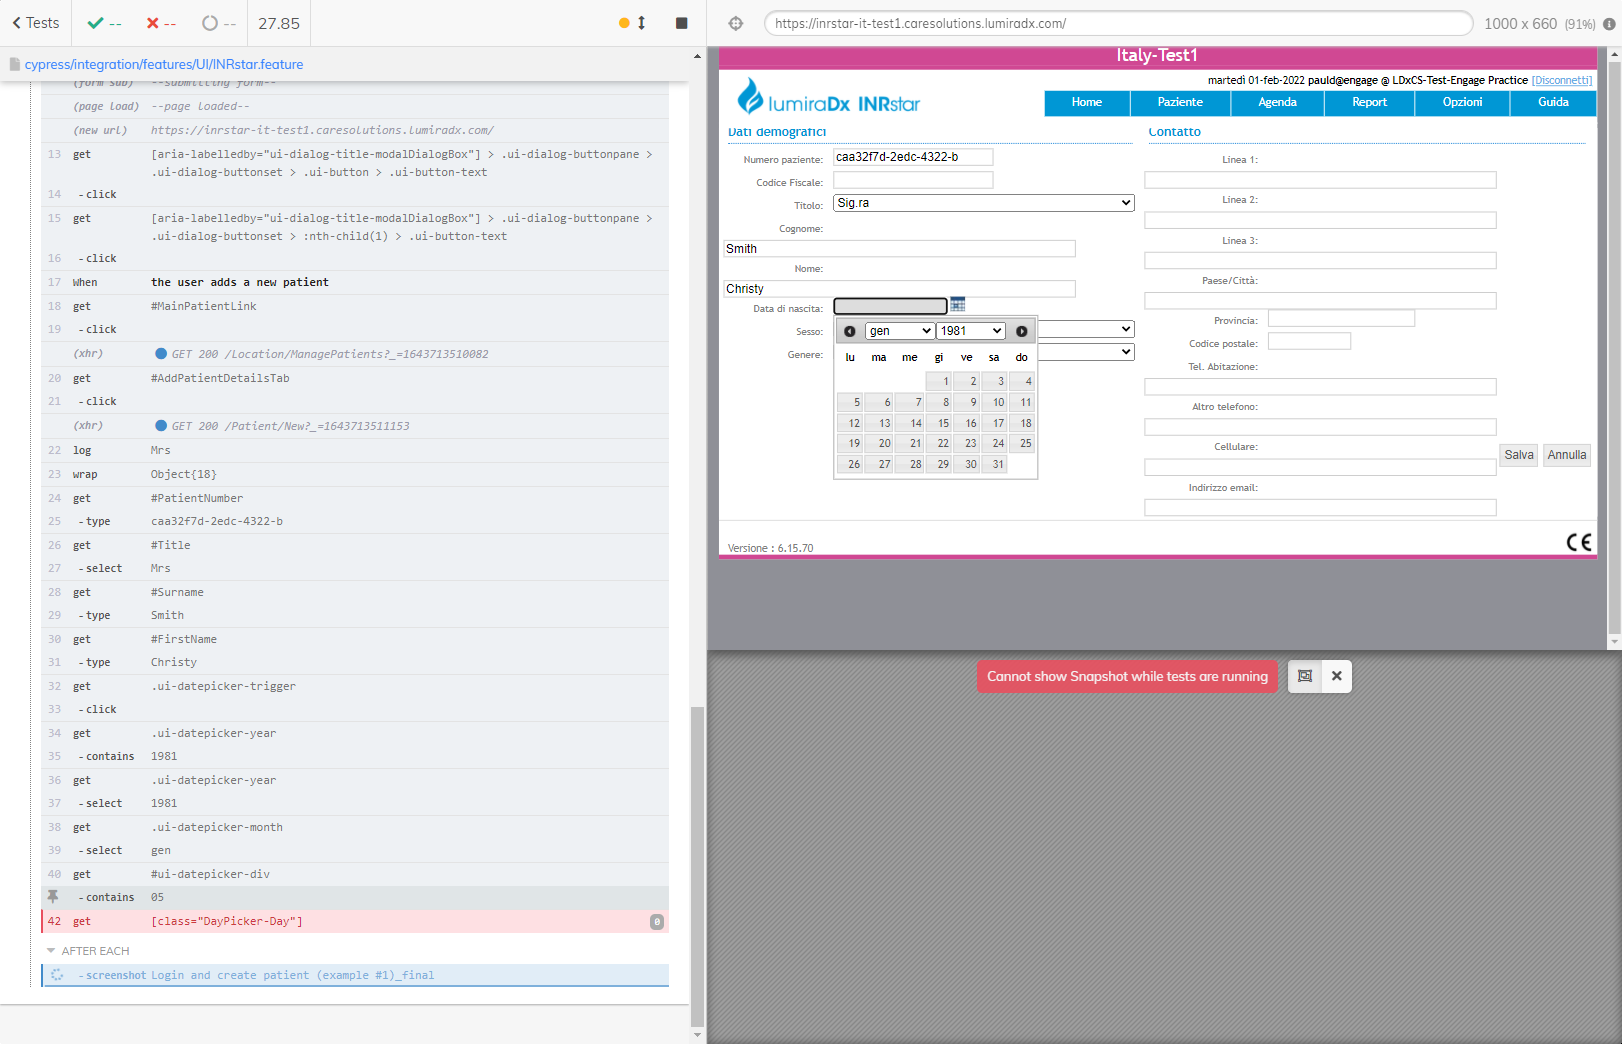 Tests
--
--
--
27.85
cypress/integration/features/UI/INRstar.feature
(form sub) --submitting form--
(page load) --page loaded--
(new url) https://inrstar-it-test1.caresolutions.lumiradx.com/
13 get [aria-labelledby="ui-dialog-title-modalDialogBox"] > .ui-dialog-buttonpane >
.ui-dialog-buttonset > .ui-button > .ui-button-text
14 -click
15 get [aria-labelledby="ui-dialog-title-modalDialogBox"] > .ui-dialog-buttonpane >
.ui-dialog-buttonset > :nth-child(1) > .ui-button-text
16 -click
17 When the user adds a new patient
18 get #MainPatientLink
19 -click
(xhr) GET 200 /Location/ManagePatients?_=1643713510082
20 get #AddPatientDetailsTab
21 -click
(xhr) GET 200 /Patient/New?_=1643713511153
22 log Mrs
23 wrap Object{18}
24 get #PatientNumber
25 -type caa32f7d-2edc-4322-b
26 get #Title
27 -select Mrs
28 get #Surname
29 -type Smith
30 get #FirstName
31 -type Christy
32 get .ui-datepicker-trigger
33 -click
34 get .ui-datepicker-year
35 -contains 1981
36 get .ui-datepicker-year
37 -select 1981
38 get .ui-datepicker-month
39 -select gen
40 get #ui-datepicker-div
-contains 05
42 get [class="DayPicker-Day"] 0
AFTER EACH
-screenshot Login and create patient (example #1)_final
https://inrstar-it-test1.caresolutions.lumiradx.com/
1000 x 660 (91%)
Italy-Test1
martedì 01-feb-2022 pauld@engage @ LDxCS-Test-Engage Practice [Disconnetti]
lumiraDx INRstar
Home Paziente Agenda Report Opzioni Guida
Dati demografici
Numero paziente: caa32f7d-2edc-4322-b
Codice Fiscale:
Titolo: Sig.ra
Cognome:
Smith
Nome:
Christy
Data di nascita:
Sesso:
Genere:
gen 1981
lu ma me gi ve sa do
1 2 3 4
5 6 7 8 9 10 11
12 13 14 15 16 17 18
19 20 21 22 23 24 25
26 27 28 29 30 31
Contatto
Linea 1:
Linea 2:
Linea 3:
Paese/Città:
Provincia:
Codice postale:
Tel. Abitazione:
Altro telefono:
Cellulare:
Indirizzo email:
Salva Annulla
Versione : 6.15.70
CE
Cannot show Snapshot while tests are running